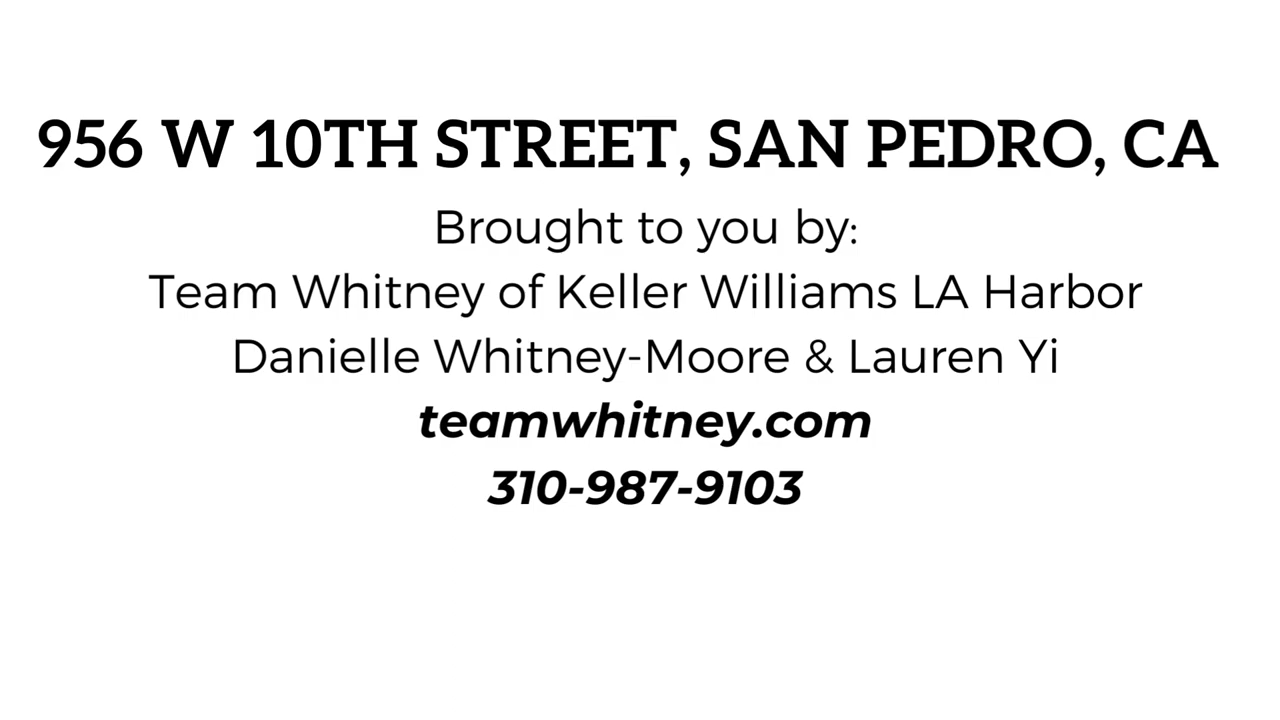 956 W 10TH STREET, SAN PEDRO, CA
Brought to you by:
Team Whitney of Keller Williams LA Harbor
Danielle Whitney-Moore & Lauren Yi
teamwhitney.com
310-987-9103